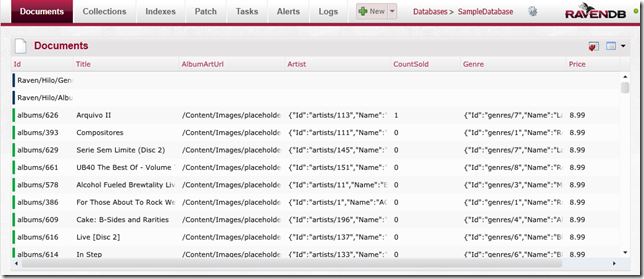 Documents Collections Indexes Patch Tasks Alerts Logs New Databases > SampleDatabase RAVENDB
Documents
Id Title AlbumArtUrl Artist CountSold Genre Price
Raven/Hilo/Gen
Raven/Hilo/Albu
albums/626 Arquivo II /Content/Images/placeholde {"Id":"artists/113","Name":" 1 {"Id":"genres/7","Name":"La 8.99
albums/393 Compositores /Content/Images/placeholde {"Id":"artists/111","Name":" 0 {"Id":"genres/1","Name":"Ro 8.99
albums/629 Serie Sem Limite (Disc 2) /Content/Images/placeholde {"Id":"artists/145","Name":" 0 {"Id":"genres/7","Name":"La 8.99
albums/661 UB40 The Best Of - Volume /Content/Images/placeholde {"Id":"artists/151","Name":" 0 {"Id":"genres/8","Name":"Re 8.99
albums/578 Alcohol Fueled Brewtality Liv /Content/Images/placeholde {"Id":"artists/11","Name":"B 0 {"Id":"genres/3","Name":"M 8.99
albums/386 For Those About To Rock We /Content/Images/placeholde {"Id":"artists/1","Name":"AC 0 {"Id":"genres/1","Name":"Ro 8.99
albums/609 Cake: B-Sides and Rarities /Content/Images/placeholde {"Id":"artists/196","Name":" 0 {"Id":"genres/4","Name":"Al 8.99
albums/616 Live [Disc 2] /Content/Images/placeholde {"Id":"artists/137","Name":" 0 {"Id":"genres/6","Name":"Bl 8.99
albums/614 In Step /Content/Images/placeholde {"Id":"artists/133","Name":" 0 {"Id":"genres/6","Name":"Bl 8.99